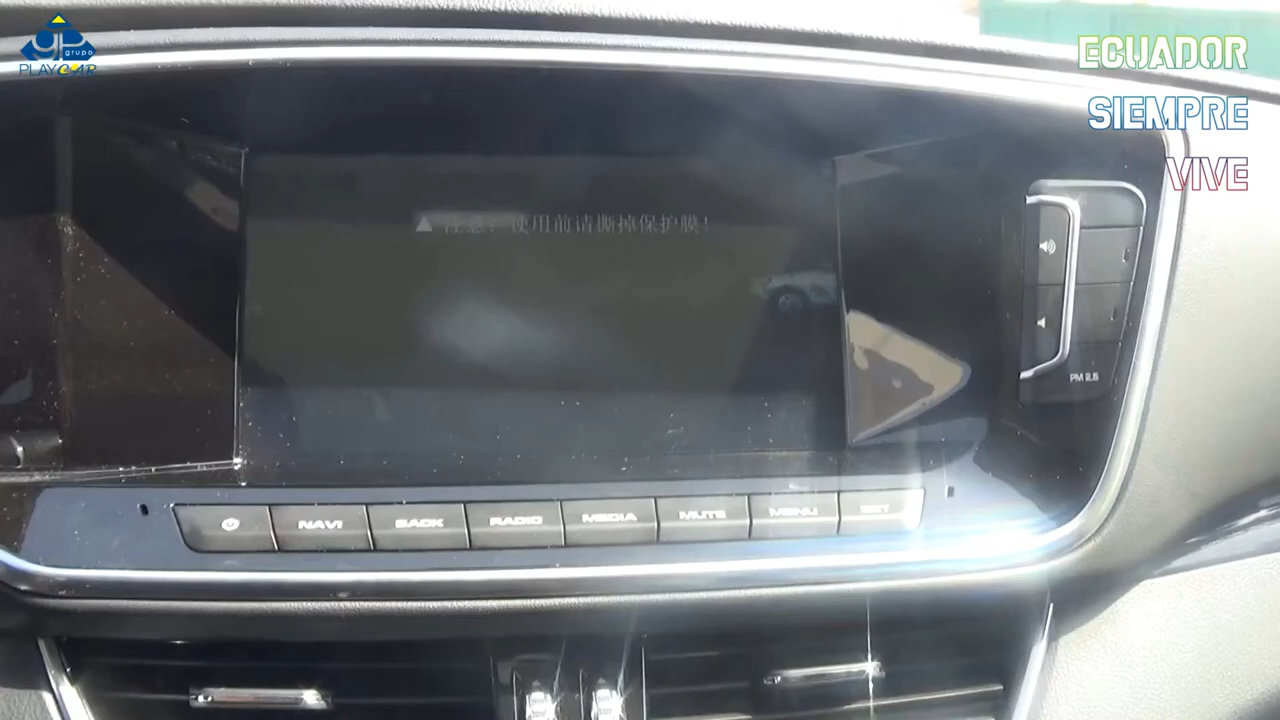 gp grupo
PLAYCAR
ECUADOR
SIEMPRE
VIVE
注意：使用前请撕掉保护膜!
PM 2.5
NAVI
BACK
RADIO
MEDIA
MUTE
MENU
SET